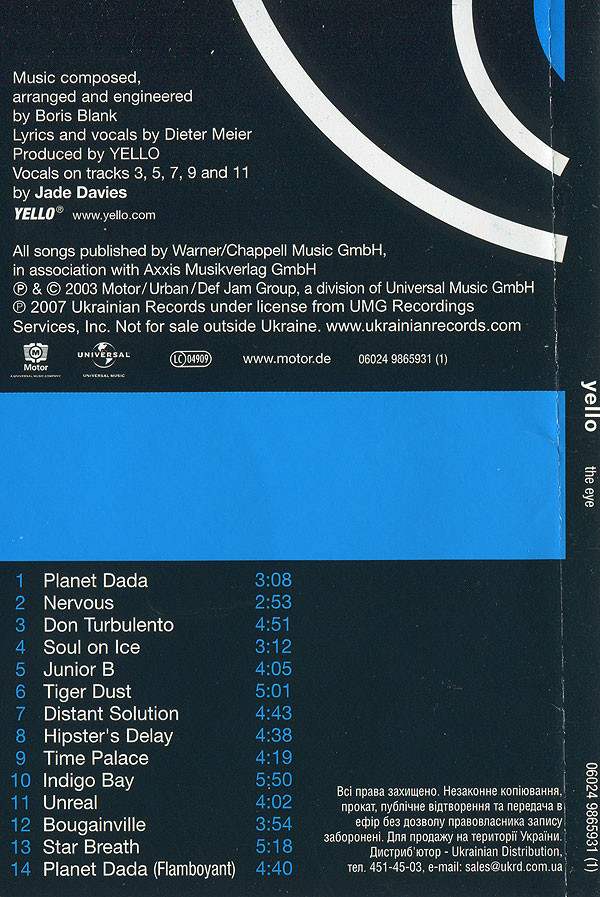 Music composed,
arranged and engineered
by Boris Blank
Lyrics and vocals by Dieter Meier
Produced by YELLO
Vocals on tracks 3, 5, 7, 9 and 11
by Jade Davies
YELLO® www.yello.com
All songs published by Warner/Chappell Music GmbH,
in association with Axxis Musikverlag GmbH
℗ & © 2003 Motor/Urban/Def Jam Group, a division of Universal Music GmbH
℗ 2007 Ukrainian Records under license from UMG Recordings
Services, Inc. Not for sale outside Ukraine. www.ukrainianrecords.com
M
Motor
A UNIVERSAL MUSIC COMPANY
UNIVERSAL
UNIVERSAL MUSIC
LC 04909
www.motor.de
06024 9865931 (1)
yello the eye
1 Planet Dada 3:08
2 Nervous 2:53
3 Don Turbulento 4:51
4 Soul on Ice 3:12
5 Junior B 4:05
6 Tiger Dust 5:01
7 Distant Solution 4:43
8 Hipster's Delay 4:38
9 Time Palace 4:19
10 Indigo Bay 5:50
11 Unreal 4:02
12 Bougainville 3:54
13 Star Breath 5:18
14 Planet Dada (Flamboyant) 4:40
Всі права захищено. Незаконне копіювання,
прокат, публічне відтворення та передача в
ефір без дозволу правовласника запису
заборонені. Для продажу на території України.
Дистриб'ютор - Ukrainian Distribution,
тел. 451-45-03, e-mail: sales@ukrd.com.ua
06024 9865931 (1)